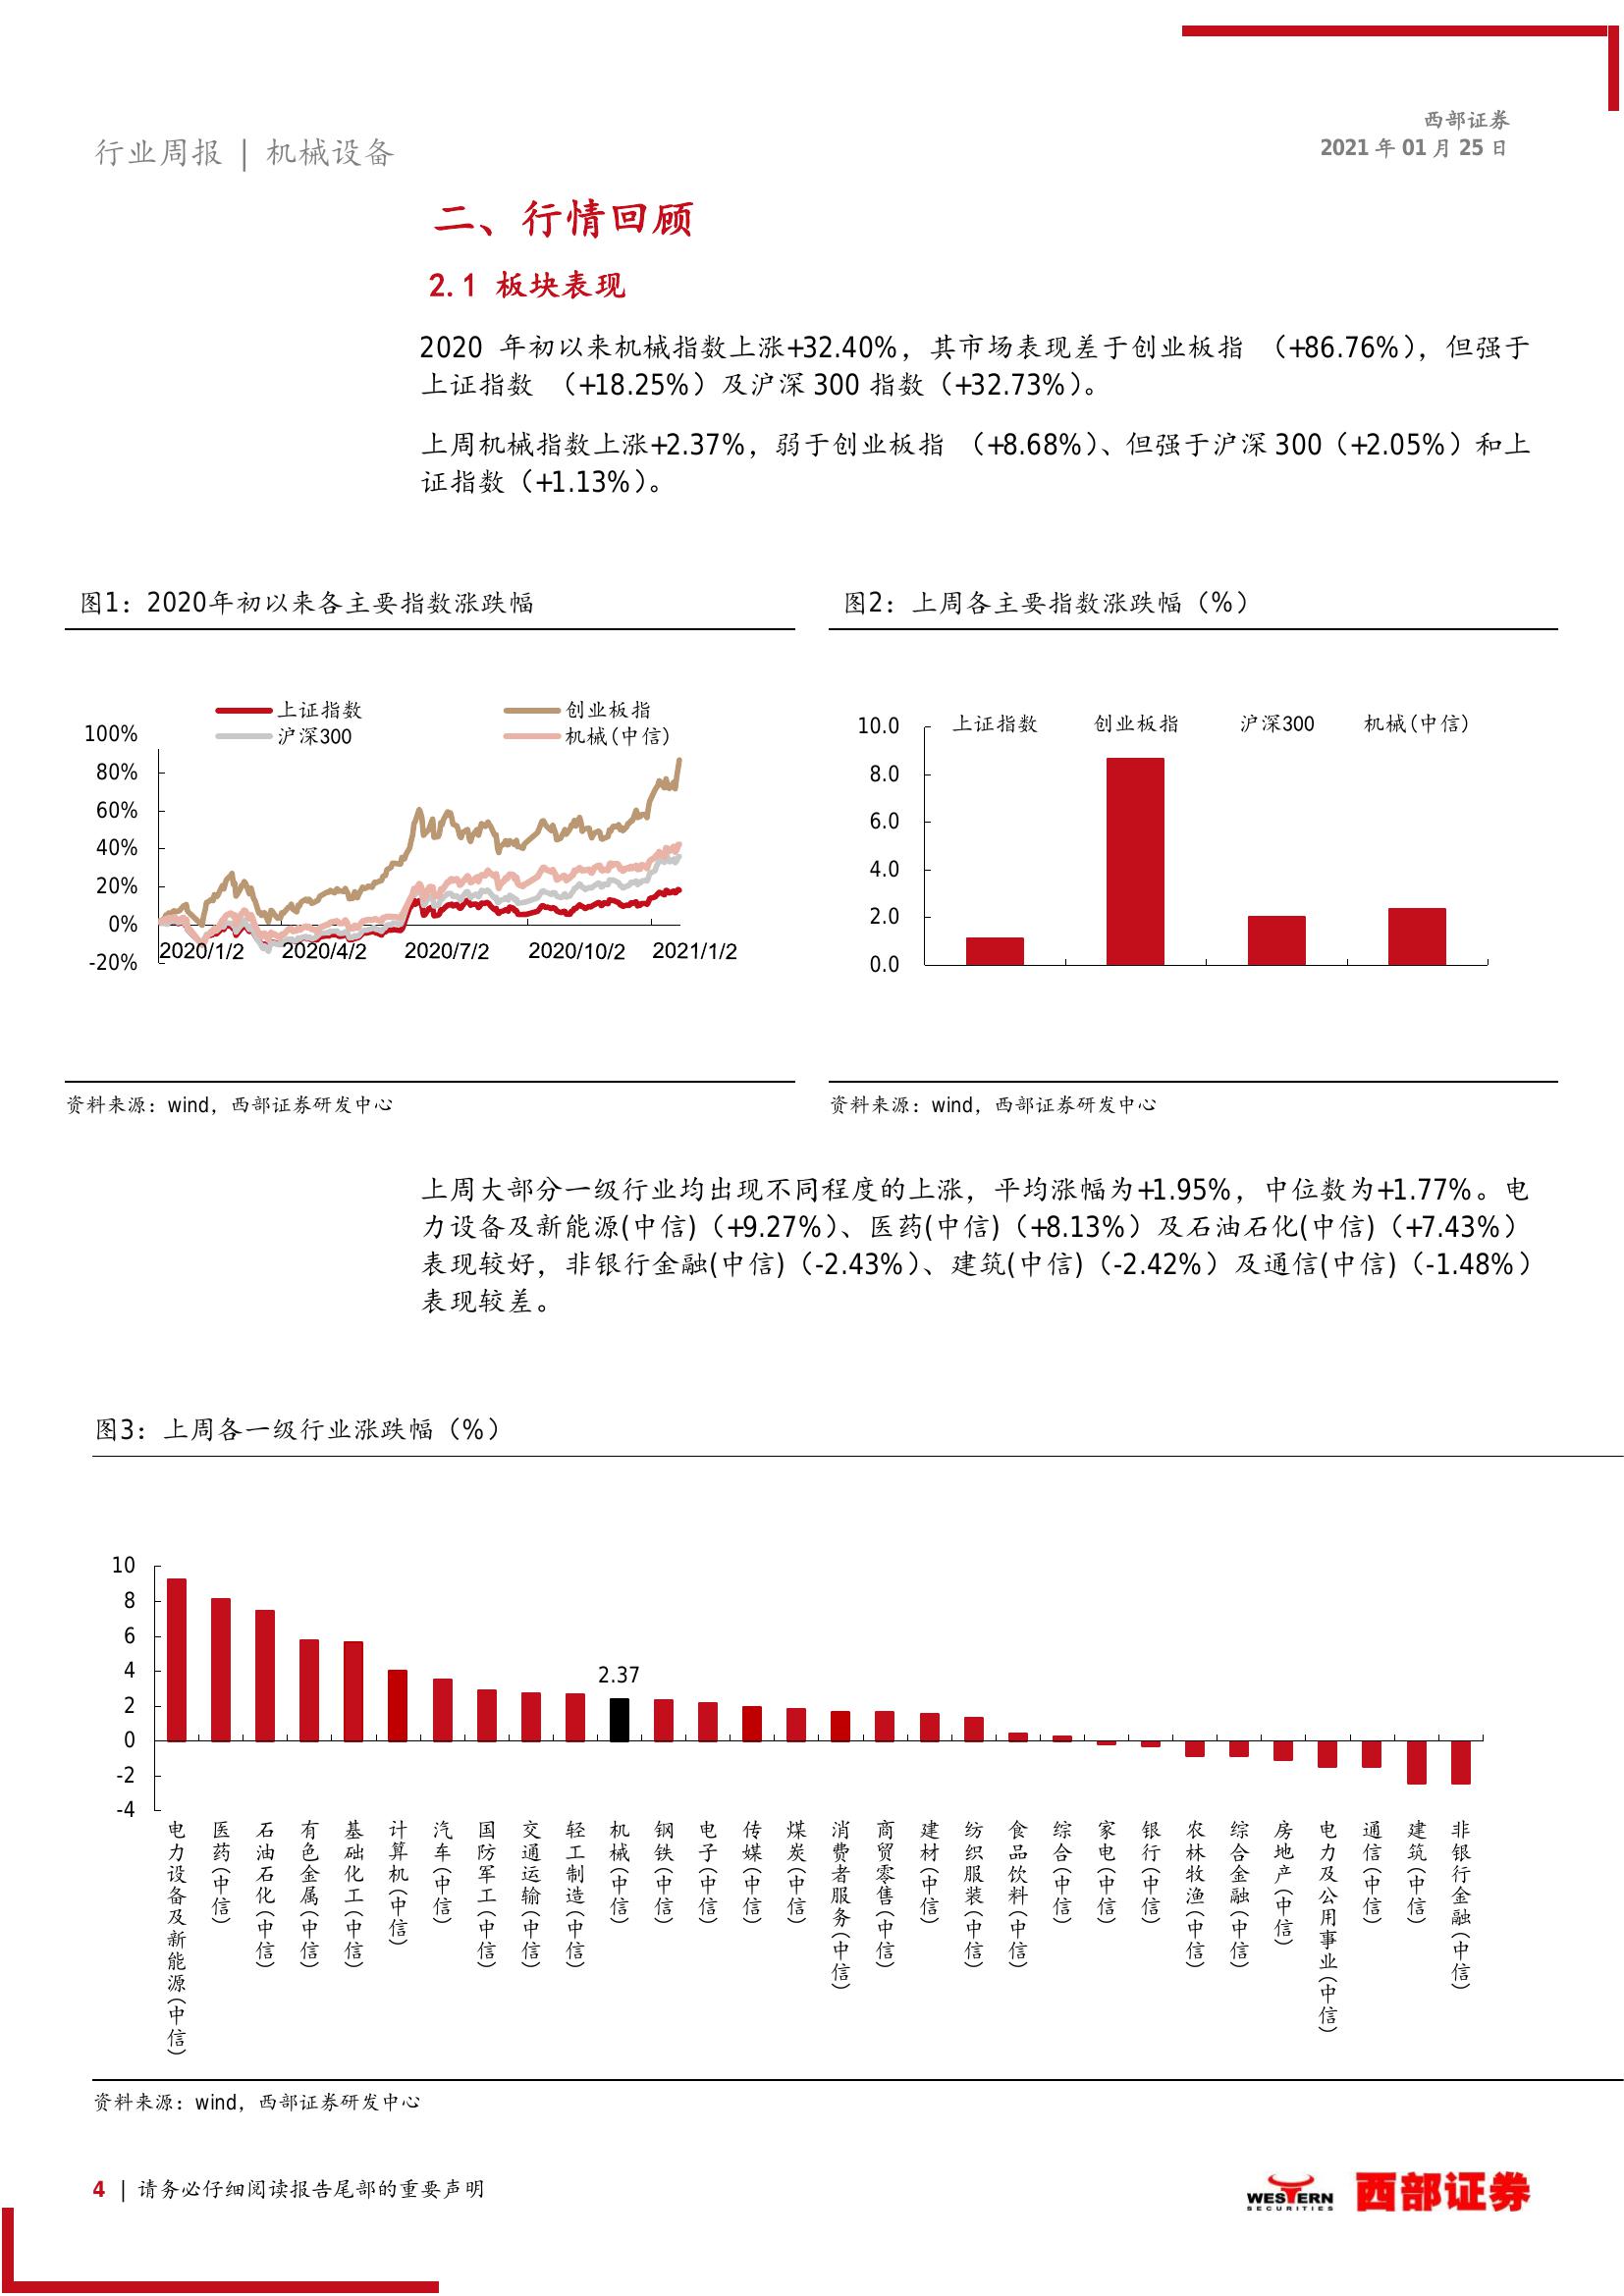 行业周报 | 机械设备
西部证券
2021 年 01 月 25 日
二、行情回顾
2.1 板块表现
2020 年初以来机械指数上涨+32.40%，其市场表现差于创业板指 （+86.76%），但强于
上证指数 （+18.25%）及沪深 300 指数（+32.73%）。
上周机械指数上涨+2.37%，弱于创业板指 （+8.68%）、但强于沪深 300（+2.05%）和上
证指数（+1.13%）。
图1：2020年初以来各主要指数涨跌幅
上证指数
创业板指
沪深300
机械(中信)
100%
80%
60%
40%
20%
0%
-20%
2020/1/2
2020/4/2
2020/7/2
2020/10/2
2021/1/2
资料来源：wind，西部证券研发中心
图2：上周各主要指数涨跌幅（%）
10.0
8.0
6.0
4.0
2.0
0.0
上证指数
创业板指
沪深300
机械(中信)
资料来源：wind，西部证券研发中心
上周大部分一级行业均出现不同程度的上涨，平均涨幅为+1.95%，中位数为+1.77%。电
力设备及新能源(中信)（+9.27%）、医药(中信)（+8.13%）及石油石化(中信)（+7.43%）
表现较好，非银行金融(中信)（-2.43%）、建筑(中信)（-2.42%）及通信(中信)（-1.48%）
表现较差。
图3：上周各一级行业涨跌幅（%）
10
8
6
4
2
0
-2
-4
2.37
电力设备及新能源(中信)
医药(中信)
石油石化(中信)
有色金属(中信)
基础化工(中信)
计算机(中信)
汽车(中信)
国防军工(中信)
交通运输(中信)
轻工制造(中信)
机械(中信)
钢铁(中信)
电子(中信)
传媒(中信)
煤炭(中信)
消费者服务(中信)
商贸零售(中信)
建材(中信)
纺织服装(中信)
食品饮料(中信)
综合(中信)
家电(中信)
银行(中信)
农林牧渔(中信)
综合金融(中信)
房地产(中信)
电力及公用事业(中信)
通信(中信)
建筑(中信)
非银行金融(中信)
资料来源：wind，西部证券研发中心
4 | 请务必仔细阅读报告尾部的重要声明
WESTERN
SECURITIES
西部证券